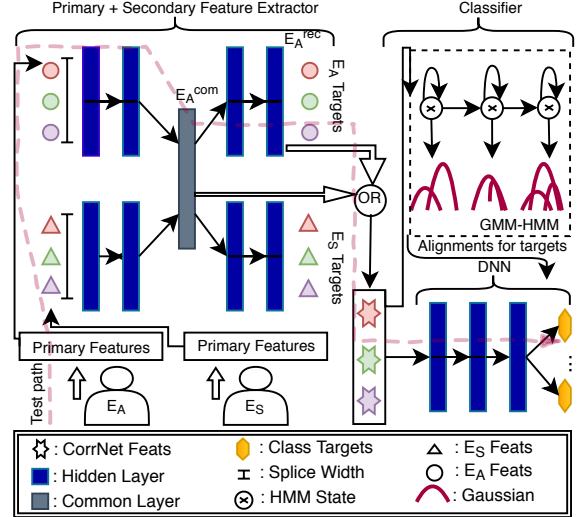 Primary + Secondary Feature Extractor
Classifier
E_A^rec
E_A Targets
E_A^com
x
x
x
OR
GMM-HMM
E_S Targets
Alignments for targets
DNN
...
Primary Features
Primary Features
Test path
E_A
E_S
: CorrNet Feats
: Class Targets
: E_S Feats
: Hidden Layer
: Splice Width
: E_A Feats
: Common Layer
x
: HMM State
: Gaussian